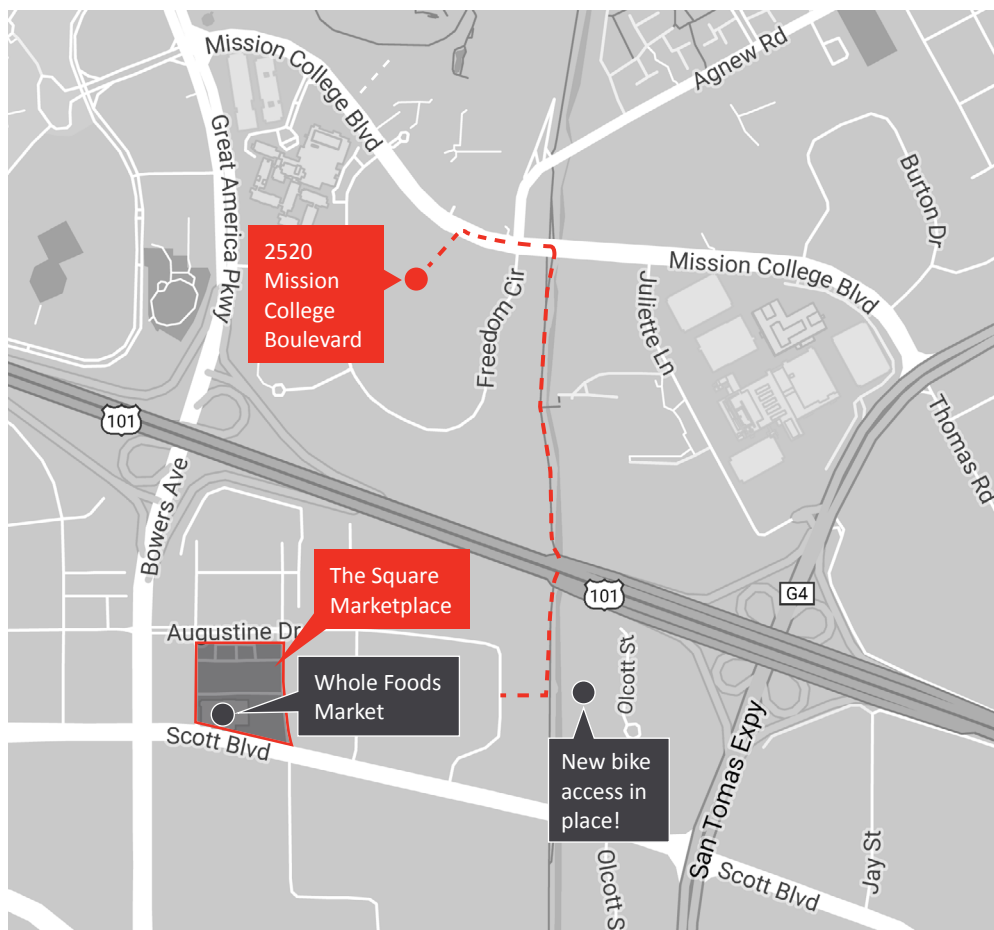 Mission College Blvd
Agnew Rd
Great America Pkwy
Burton Dr
2520
Mission
College
Boulevard
Freedom Cir
Juliette Ln
Mission College Blvd
101
Thomas Rd
Bowers Ave
The Square
Marketplace
101
G4
Augustine Dr
Whole Foods
Market
Olcott St
Scott Blvd
New bike
access in
place!
San Tomas Expy
Jay St
Olcott S
Scott Blvd